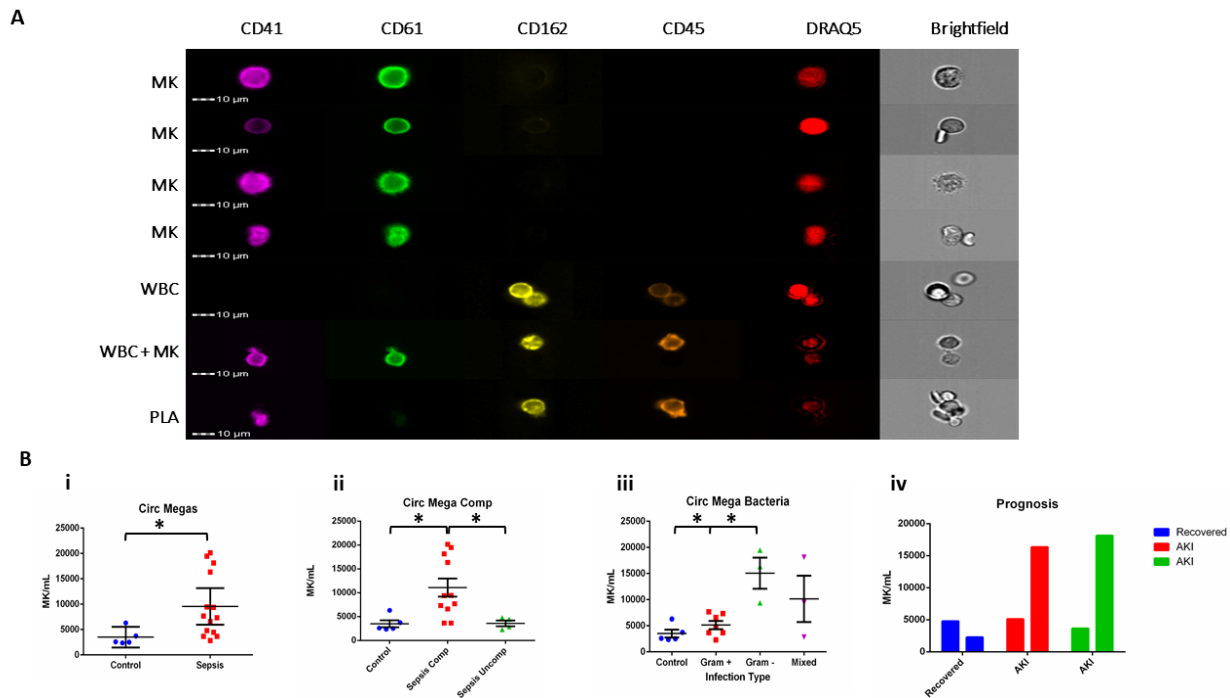 A
CD41 CD61 CD162 CD45 DRAQ5 Brightfield
MK
10 µm
MK
10 µm
MK
10 µm
MK
10 µm
WBC
10 µm
WBC + MK
10 µm
PLA
10 µm
B
i
Circ Megas
*
25000
20000
15000
10000
5000
0
MK/mL
Control Sepsis
ii
Circ Mega Comp
* *
25000
20000
15000
10000
5000
0
MK/mL
Control Sepsis Comp Sepsis Uncomp
iii
Circ Mega Bacteria
* *
25000
20000
15000
10000
5000
0
MK/mL
Control Gram + Gram - Mixed
Infection Type
iv
Prognosis
20000
15000
10000
5000
0
MK/mL
Recovered AKI AKI
Recovered
AKI
AKI